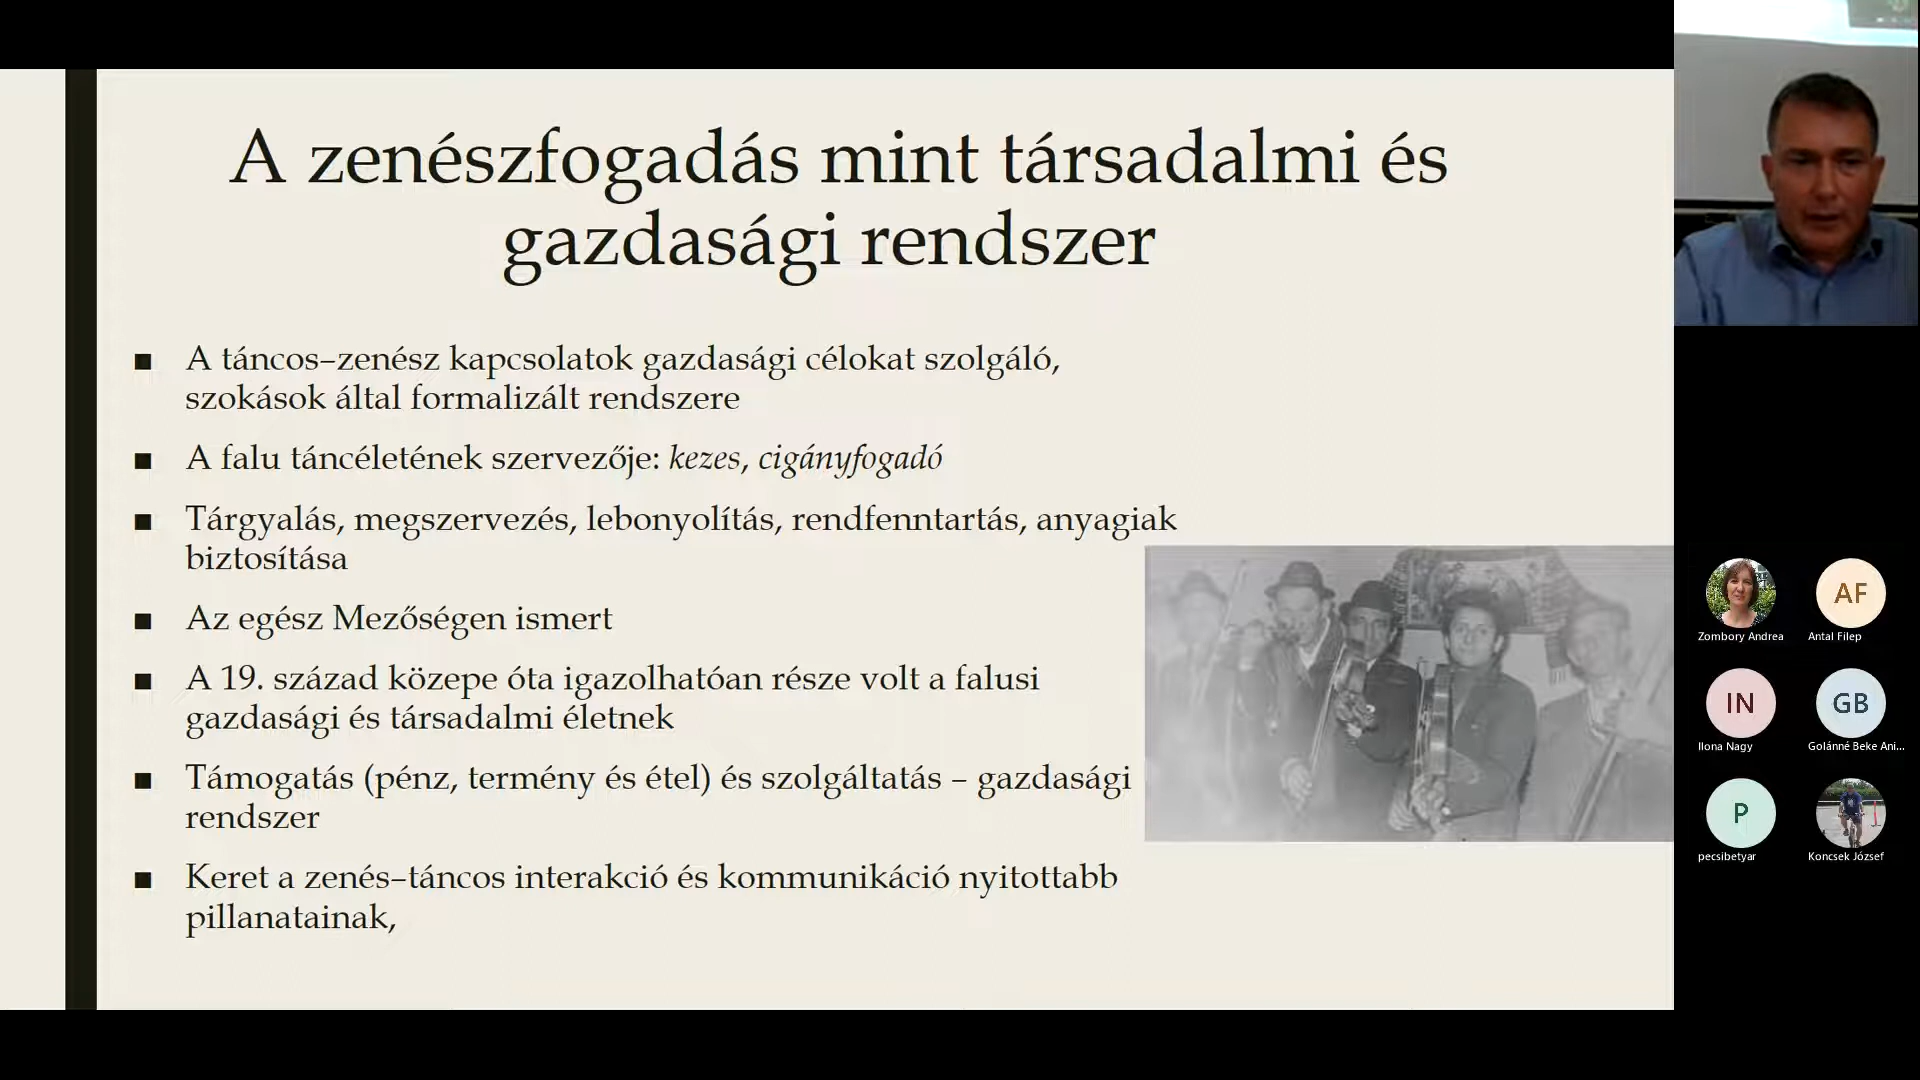 A zenészfogadás mint társadalmi és
gazdasági rendszer
■ A táncos–zenész kapcsolatok gazdasági célokat szolgáló,
szokások által formalizált rendszere
■ A falu táncéletének szervezője: kezes, cigányfogadó
■ Tárgyalás, megszervezés, lebonyolítás, rendfenntartás, anyagiak
biztosítása
■ Az egész Mezőségen ismert
■ A 19. század közepe óta igazolhatóan része volt a falusi
gazdasági és társadalmi életnek
■ Támogatás (pénz, termény és étel) és szolgáltatás – gazdasági
rendszer
■ Keret a zenés–táncos interakció és kommunikáció nyitottabb
pillanatainak,
Zombory Andrea
AF
Antal Filep
IN
Ilona Nagy
GB
Golánné Beke Ani...
P
pecsibetyar
Koncsek József